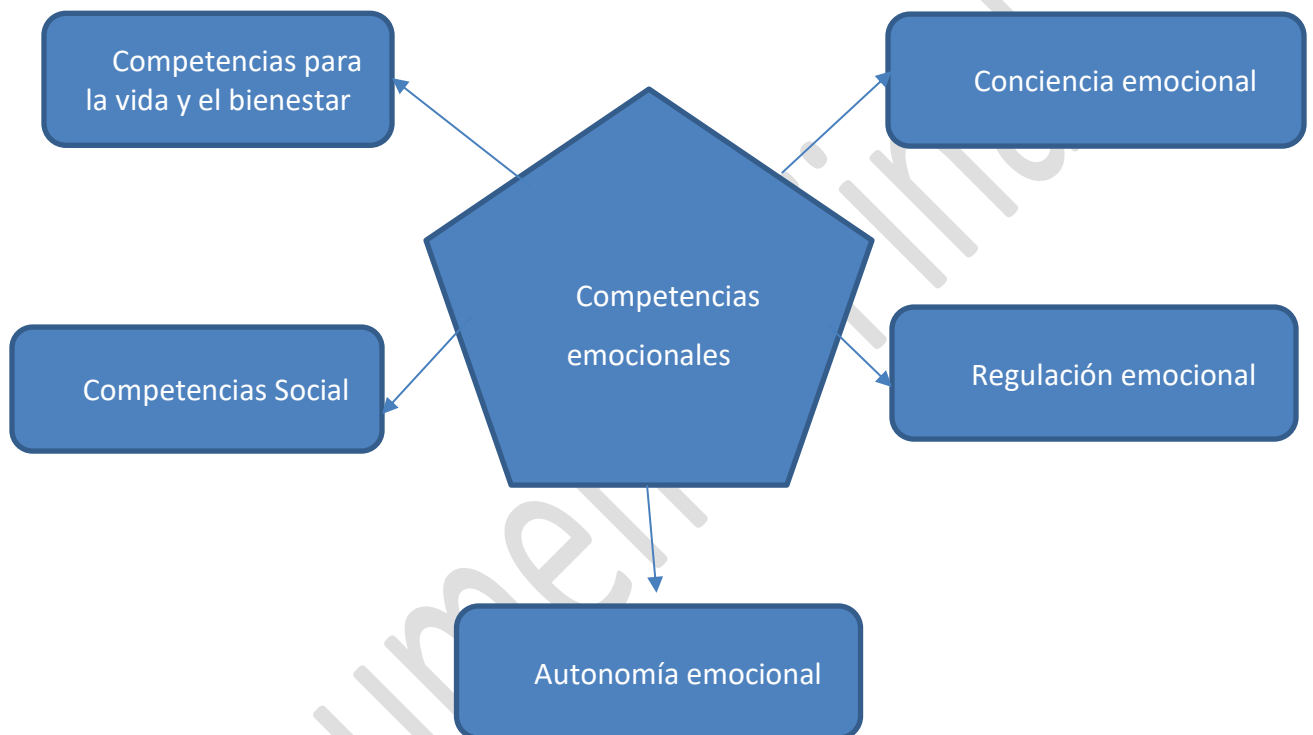 Competencias para
la vida y el bienestar
Conciencia emocional
Competencias
emocionales
Competencias Social
Regulación emocional
Autonomía emocional